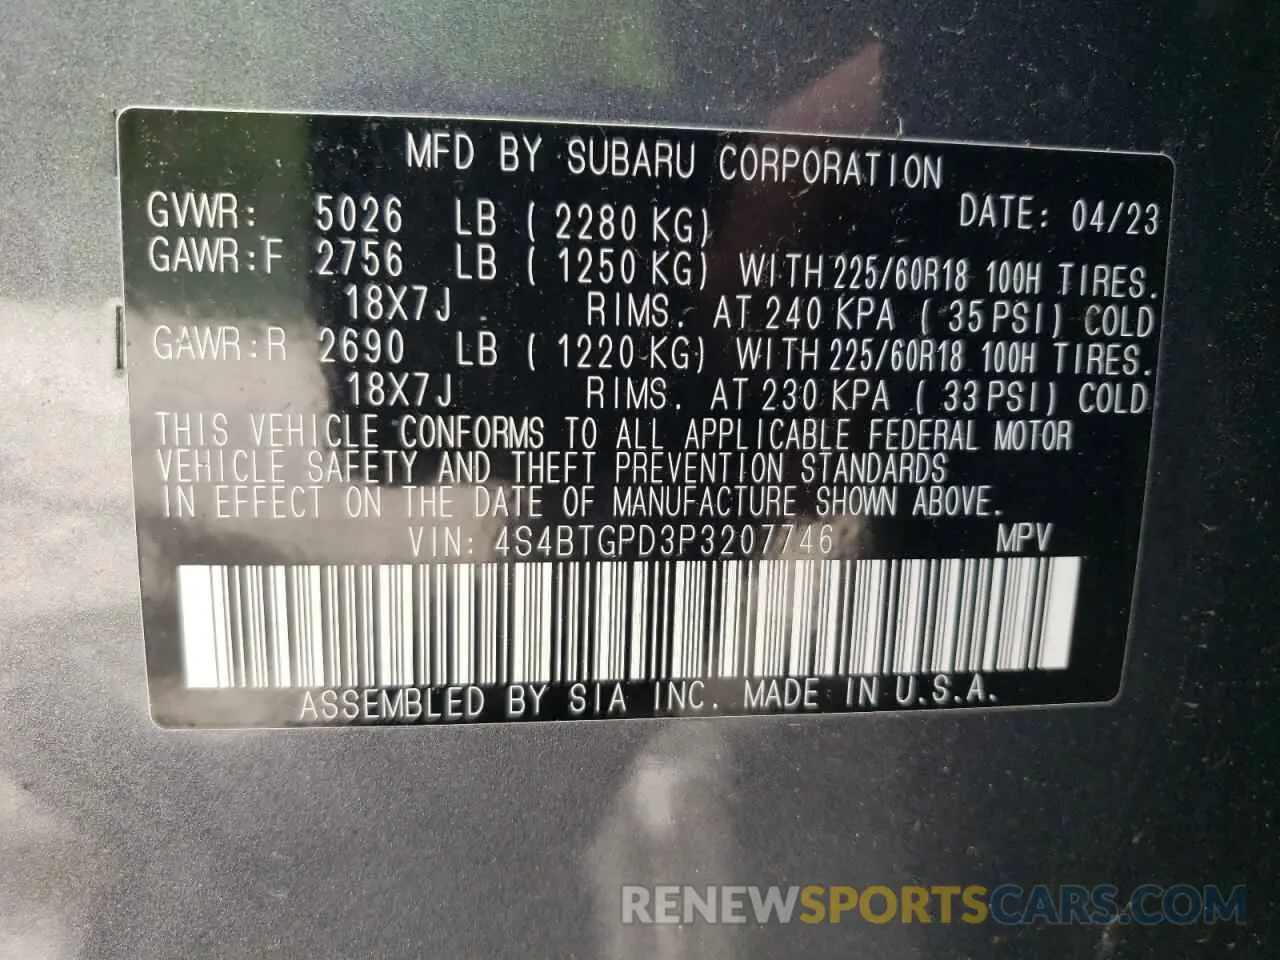 MFD BY SUBARU CORPORATION
GVWR: 5026 LB ( 2280 KG) DATE: 04/23
GAWR:F 2756 LB ( 1250 KG) WITH 225/60R18 100H TIRES.
18X7J RIMS. AT 240 KPA ( 35 PSI) COLD
GAWR:R 2690 LB ( 1220 KG) WITH 225/60R18 100H TIRES.
18X7J RIMS. AT 230 KPA ( 33 PSI) COLD
THIS VEHICLE CONFORMS TO ALL APPLICABLE FEDERAL MOTOR
VEHICLE SAFETY AND THEFT PREVENTION STANDARDS
IN EFFECT ON THE DATE OF MANUFACTURE SHOWN ABOVE.
VIN: 4S4BTGPD3P3207746 MPV
ASSEMBLED BY SIA INC. MADE IN U.S.A.
RENEWSPORTSCARS.COM